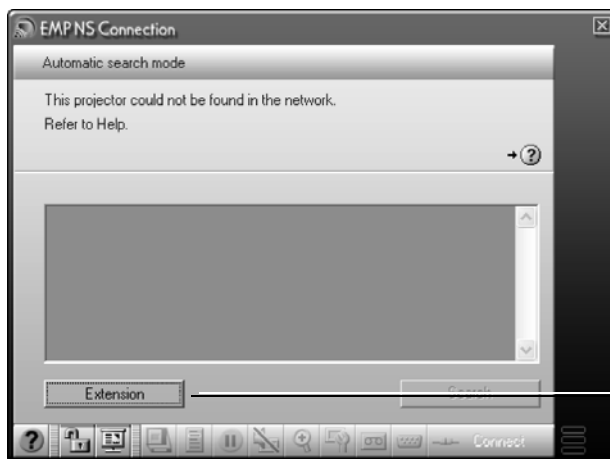 EMP NS Connection
Automatic search mode
This projector could not be found in the network.
Refer to Help.
Extension
Search
Connect